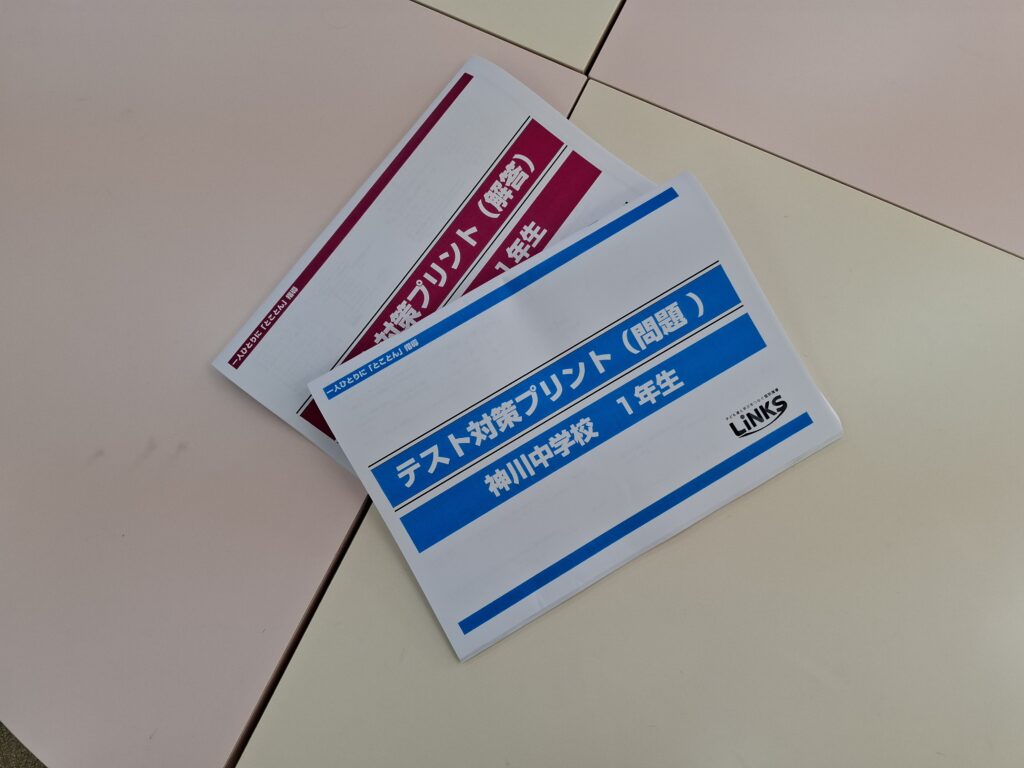 一人ひとりに「とことん」指導
対策プリント（解答）
1年生
一人ひとりに「とことん」指導
テスト対策プリント（問題 ）
神川中学校　１年生
LiNKS